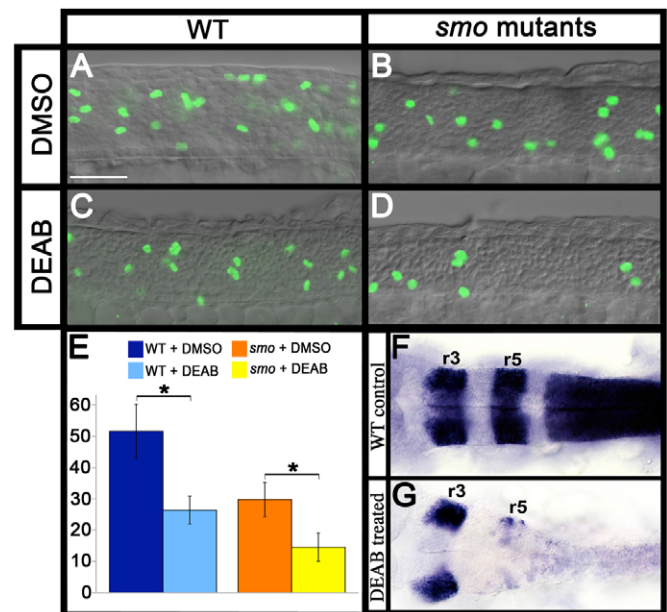 WT
smo mutants
DMSO
A
B
DEAB
C
D
E
WT + DMSO
smo + DMSO
WT + DEAB
smo + DEAB
60
50
40
30
20
10
0
*
*
WT control
F
r3
r5
DEAB treated
G
r3
r5